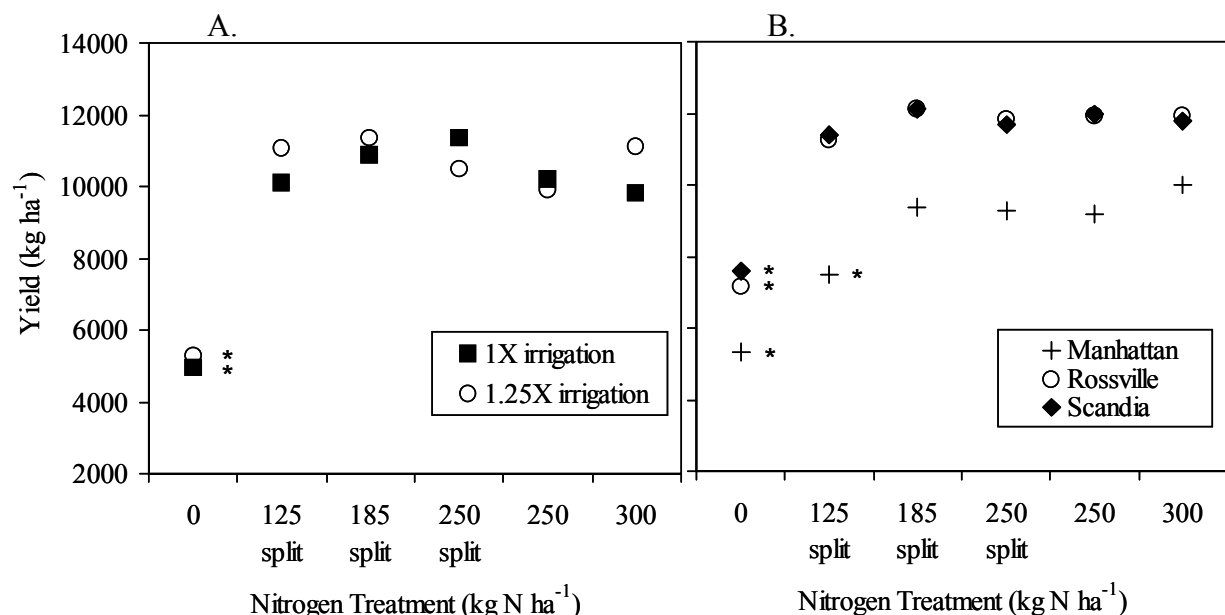 A.
B.
14000
12000
10000
8000
6000
4000
2000
Yield (kg ha-1)
*
*
1X irrigation
1.25X irrigation
*
*
*
*
Manhattan
Rossville
Scandia
0 125 185 250 250 300
split split split
0 125 185 250 250 300
split split split
Nitrogen Treatment (kg N ha-1)
Nitrogen Treatment (kg N ha-1)